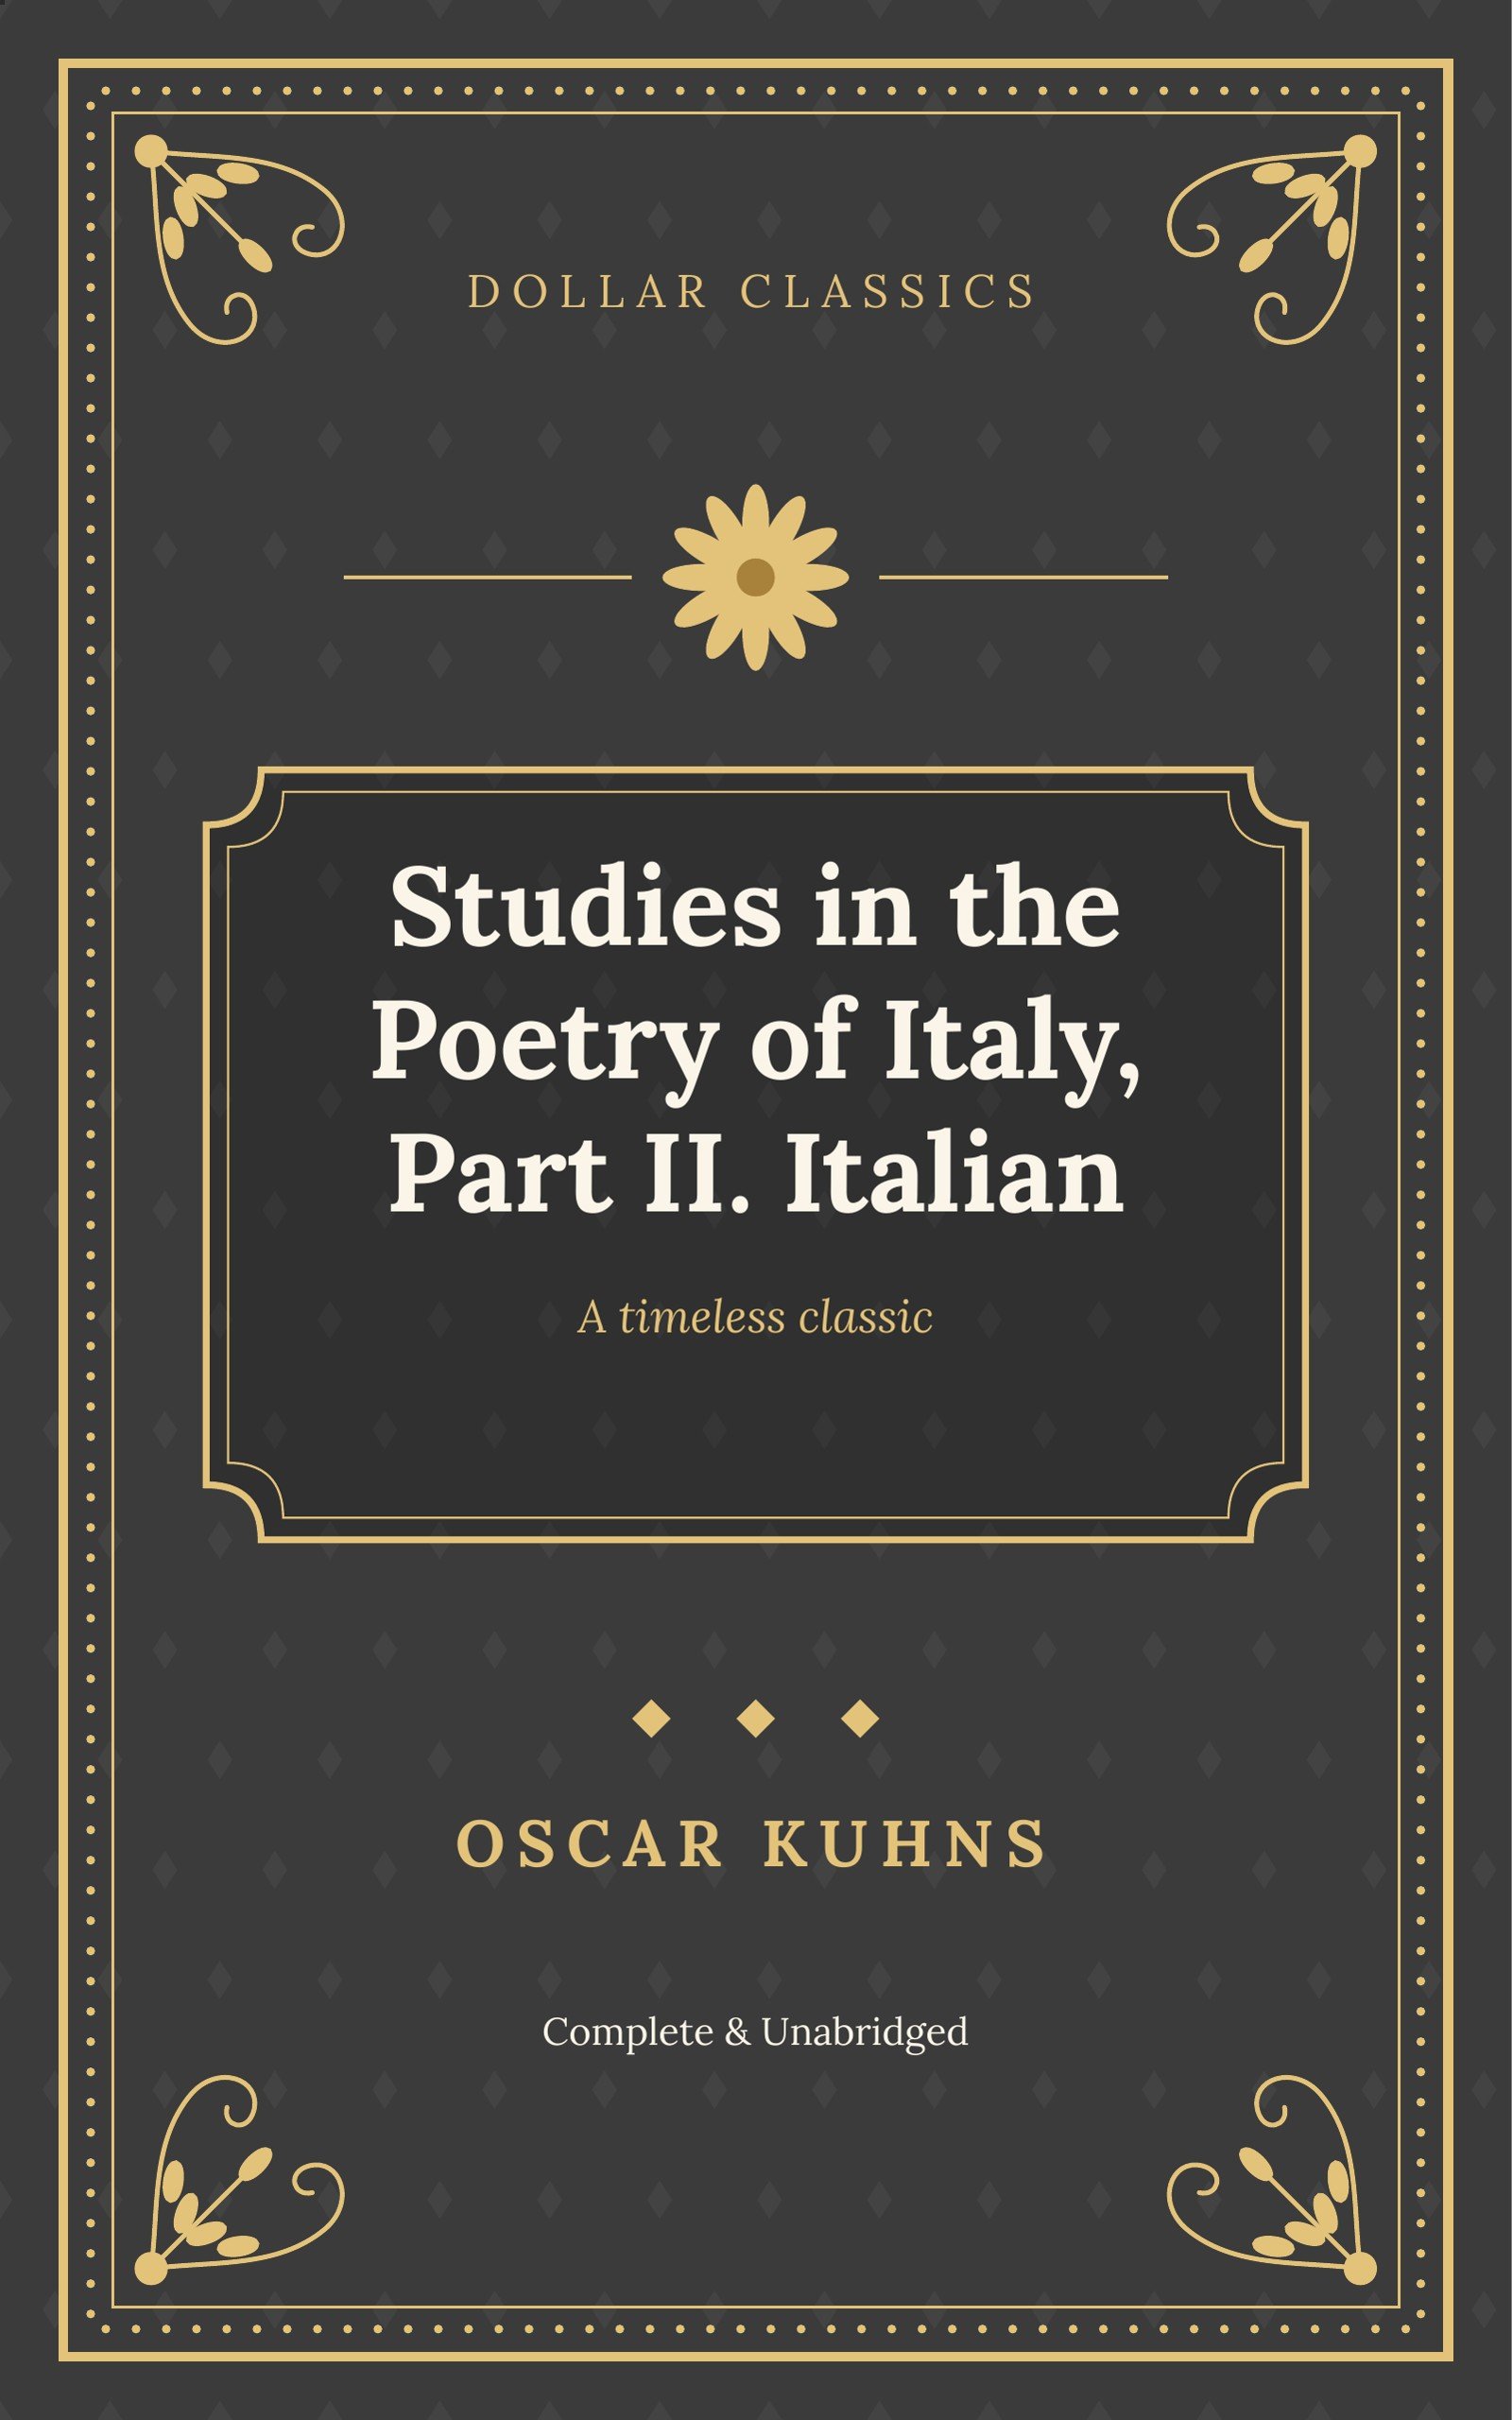 DOLLAR CLASSICS
Studies in the
Poetry of Italy,
Part II. Italian
A timeless classic
OSCAR KUHNS
Complete & Unabridged